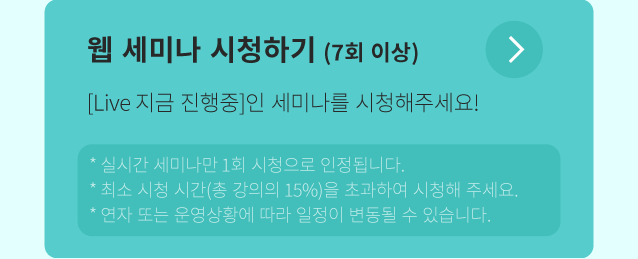 웹 세미나 시청하기 (7회 이상)
[Live 지금 진행중]인 세미나를 시청해주세요!
* 실시간 세미나만 1회 시청으로 인정됩니다.
* 최소 시청 시간(총 강의의 15%)을 초과하여 시청해 주세요.
* 연자 또는 운영상황에 따라 일정이 변동될 수 있습니다.